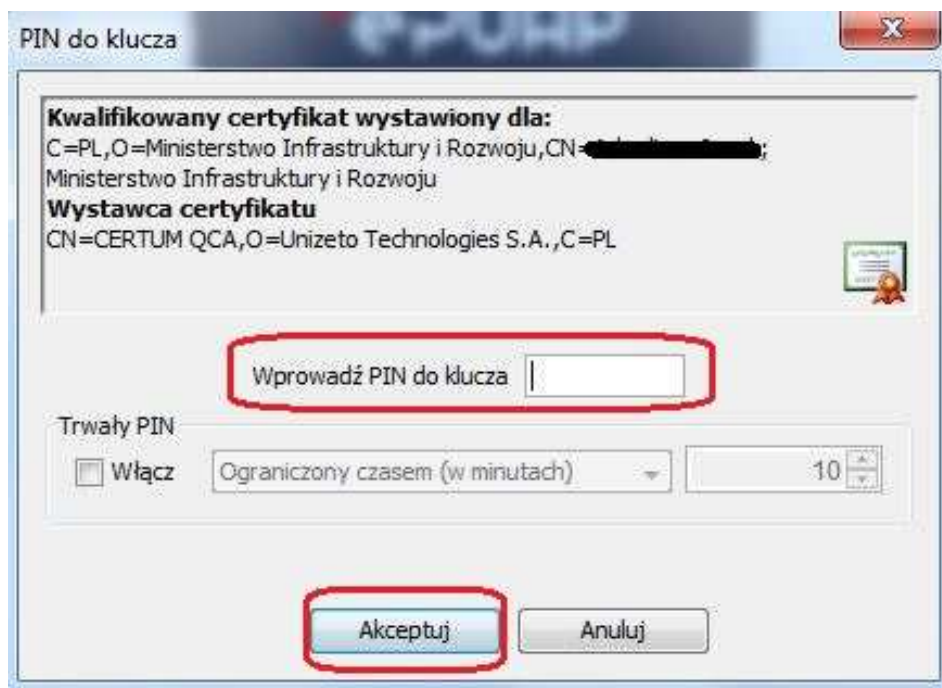 PIN do klucza
Kwalifikowany certyfikat wystawiony dla:
C=PL,O=Ministerstwo Infrastruktury i Rozwoju,CN= ;
Ministerstwo Infrastruktury i Rozwoju
Wystawca certyfikatu
CN=CERTUM QCA,O=Unizeto Technologies S.A.,C=PL
Wprowadź PIN do klucza
Trwały PIN
Włącz Ograniczony czasem (w minutach) 10
Akceptuj Anuluj